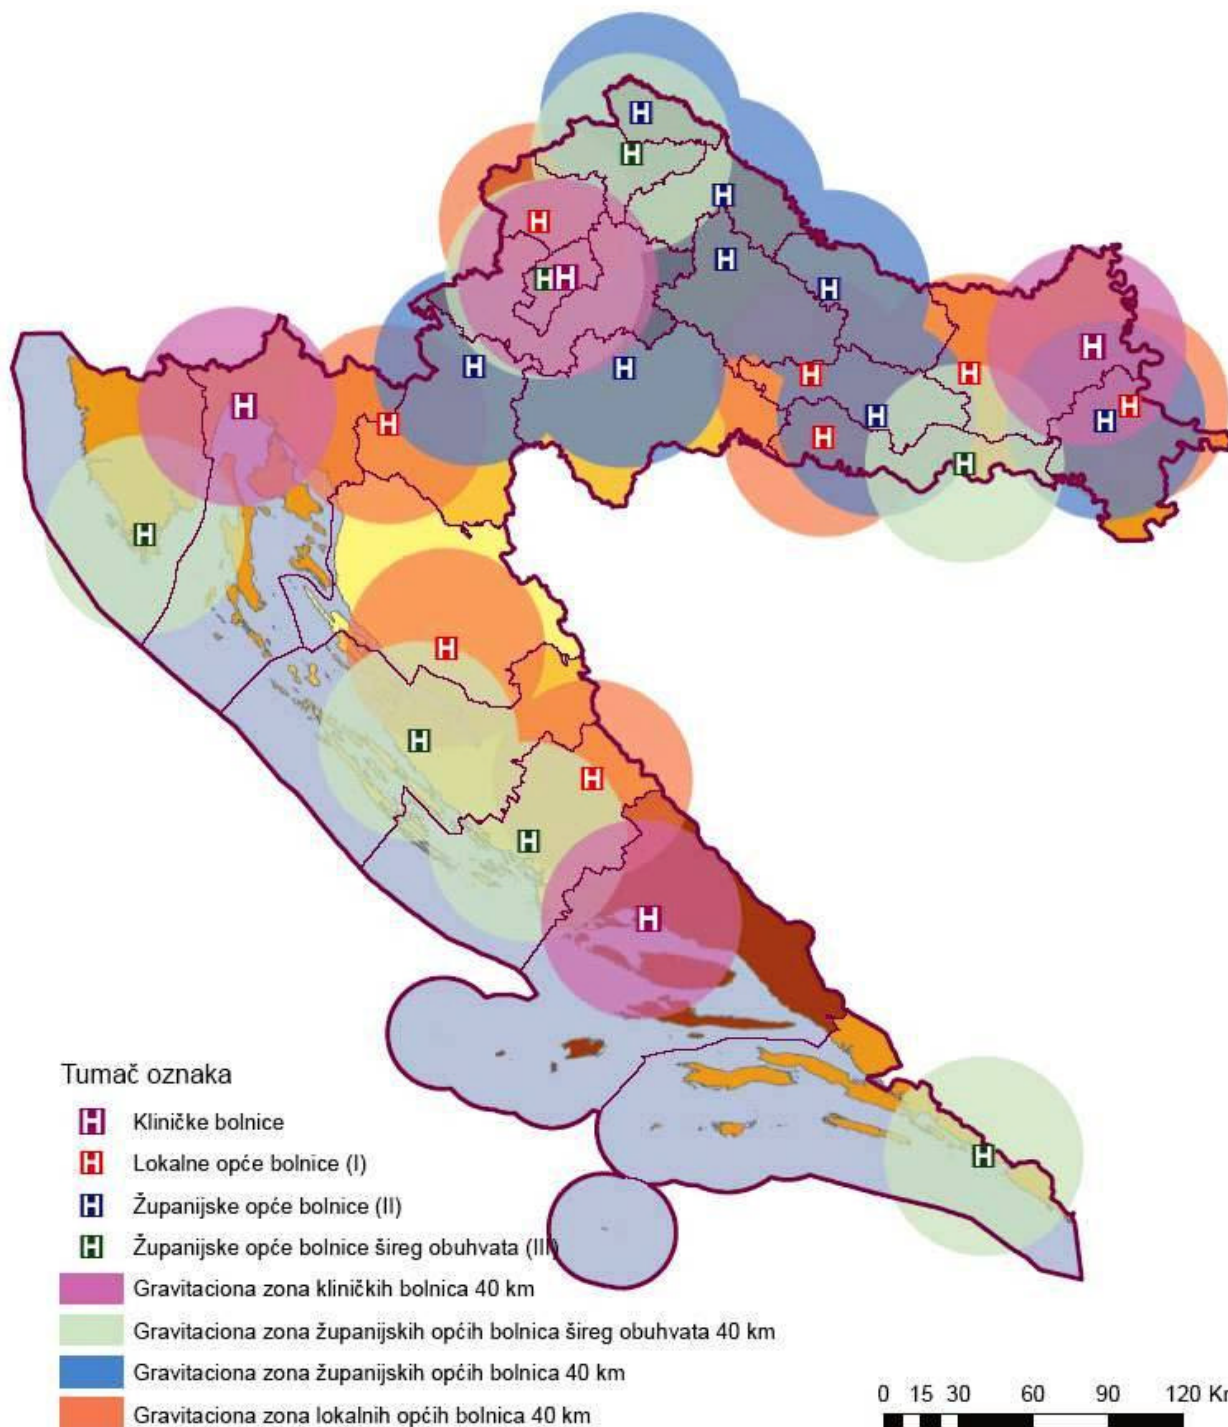 Tumač oznaka
H Kliničke bolnice
H Lokalne opće bolnice (I)
H Županijske opće bolnice (II)
H Županijske opće bolnice šireg obuhvata (III)
Gravitaciona zona kliničkih bolnica 40 km
Gravitaciona zona županijskih općih bolnica šireg obuhvata 40 km
Gravitaciona zona županijskih općih bolnica 40 km
Gravitaciona zona lokalnih općih bolnica 40 km
0 15 30 60 90 120